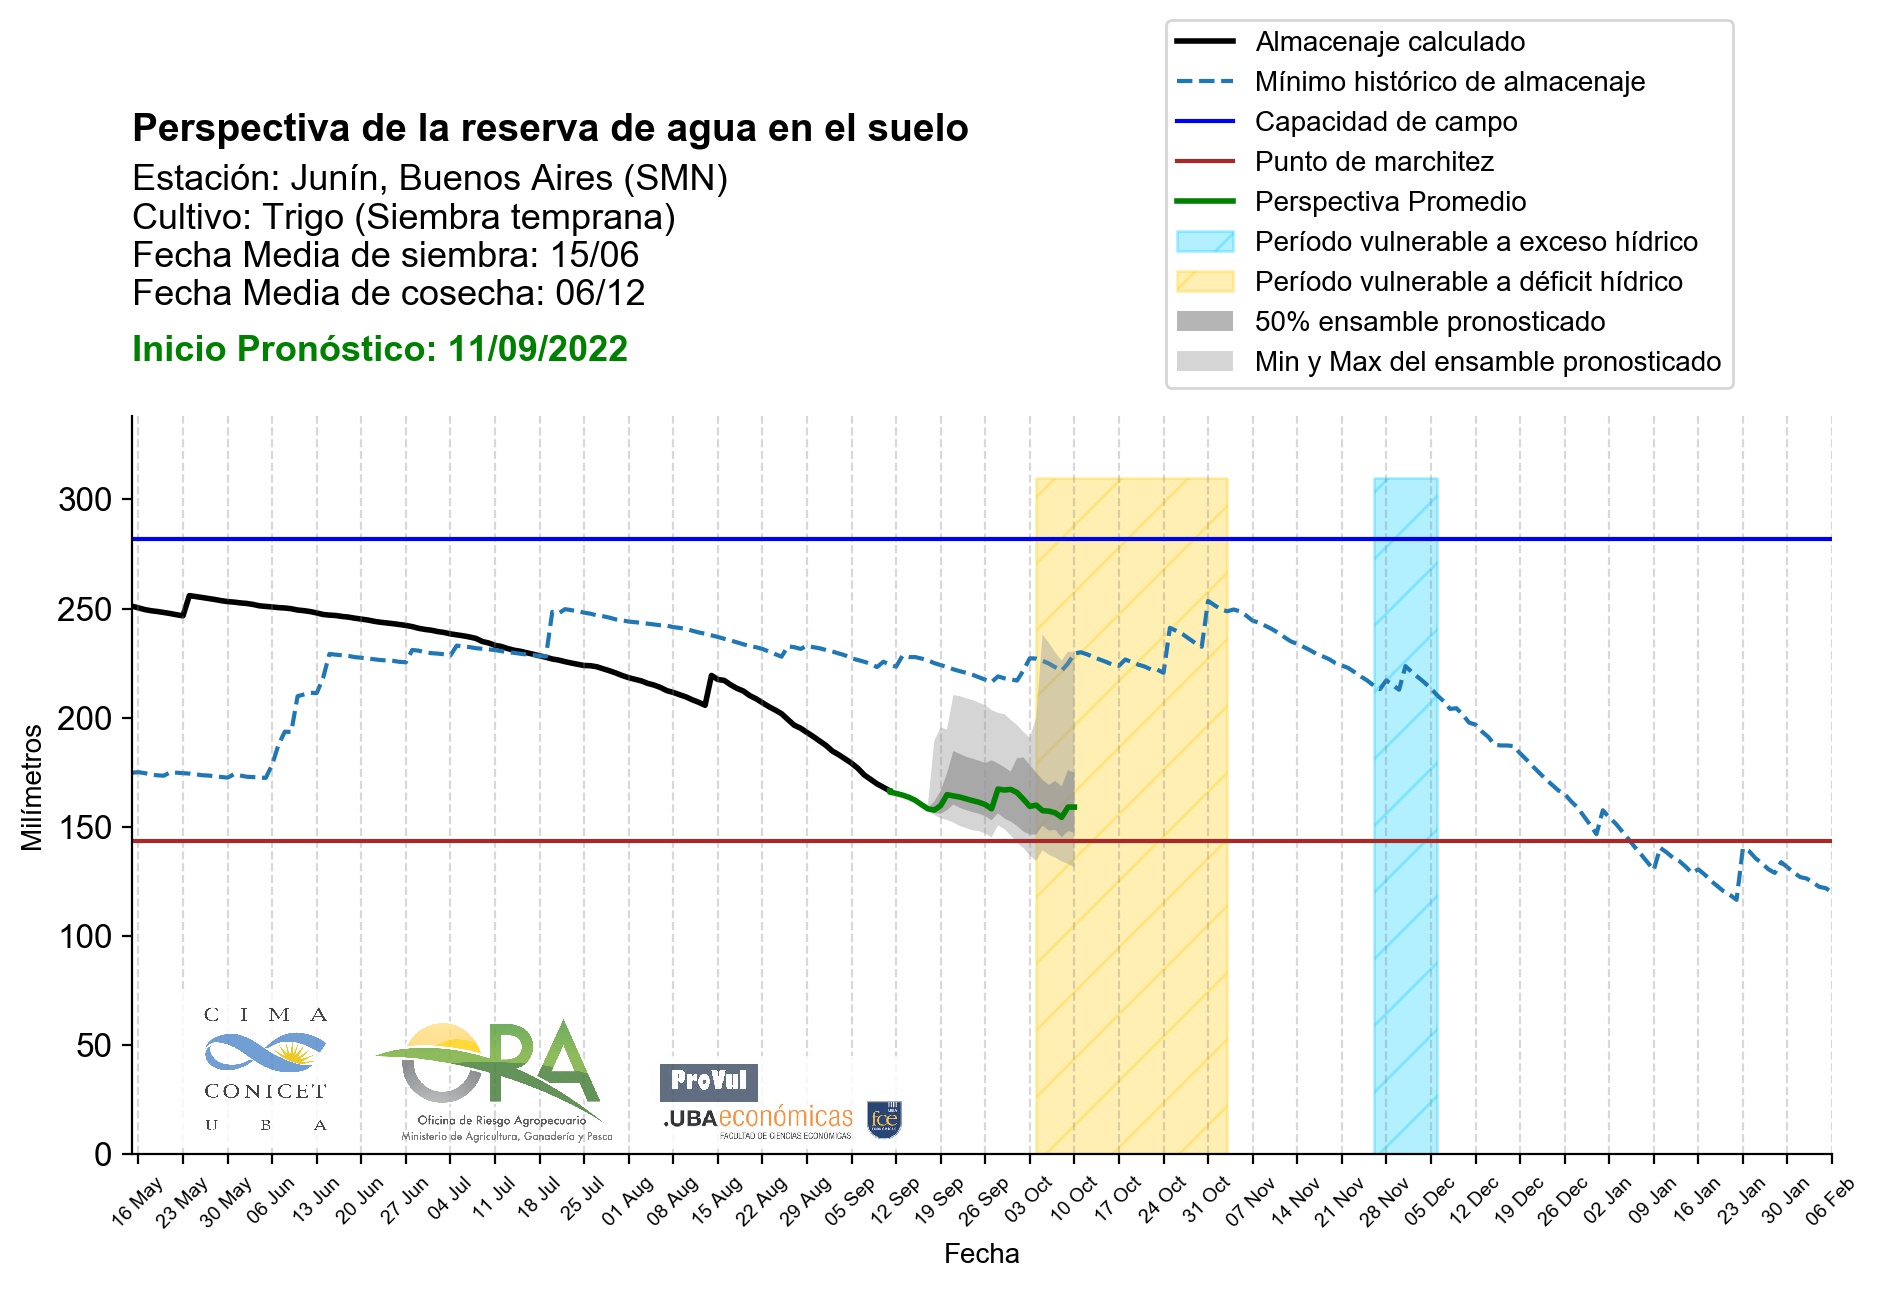 Almacenaje calculado
Mínimo histórico de almacenaje
Capacidad de campo
Punto de marchitez
Perspectiva Promedio
Período vulnerable a exceso hídrico
Período vulnerable a déficit hídrico
50% ensamble pronosticado
Min y Max del ensamble pronosticado
Perspectiva de la reserva de agua en el suelo
Estación: Junín, Buenos Aires (SMN)
Cultivo: Trigo (Siembra temprana)
Fecha Media de siembra: 15/06
Fecha Media de cosecha: 06/12
Inicio Pronóstico: 11/09/2022
Milímetros
300
250
200
150
100
50
0
CIMA
CONICET
UBA
ORA
Oficina de Riesgo Agropecuario
Ministerio de Agricultura, Ganadería y Pesca
ProVul
.UBAeconómicas
FACULTAD DE CIENCIAS ECONÓMICAS
fce
16 May
23 May
30 May
06 Jun
13 Jun
20 Jun
27 Jun
04 Jul
11 Jul
18 Jul
25 Jul
01 Aug
08 Aug
15 Aug
22 Aug
29 Aug
05 Sep
12 Sep
19 Sep
26 Sep
03 Oct
10 Oct
17 Oct
24 Oct
31 Oct
07 Nov
14 Nov
21 Nov
28 Nov
05 Dec
12 Dec
19 Dec
26 Dec
02 Jan
09 Jan
16 Jan
23 Jan
30 Jan
06 Feb
Fecha